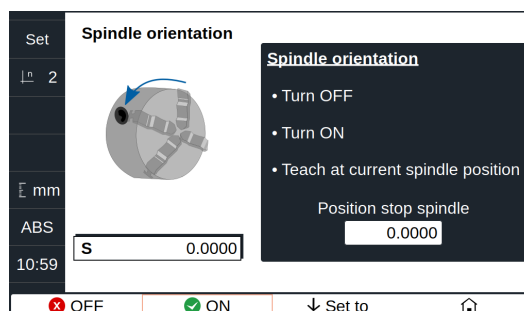 Set
Spindle orientation
n 2
mm
ABS
10:59
S 0.0000
Spindle orientation
• Turn OFF
• Turn ON
• Teach at current spindle position
Position stop spindle
0.0000
X OFF
ON
Set to